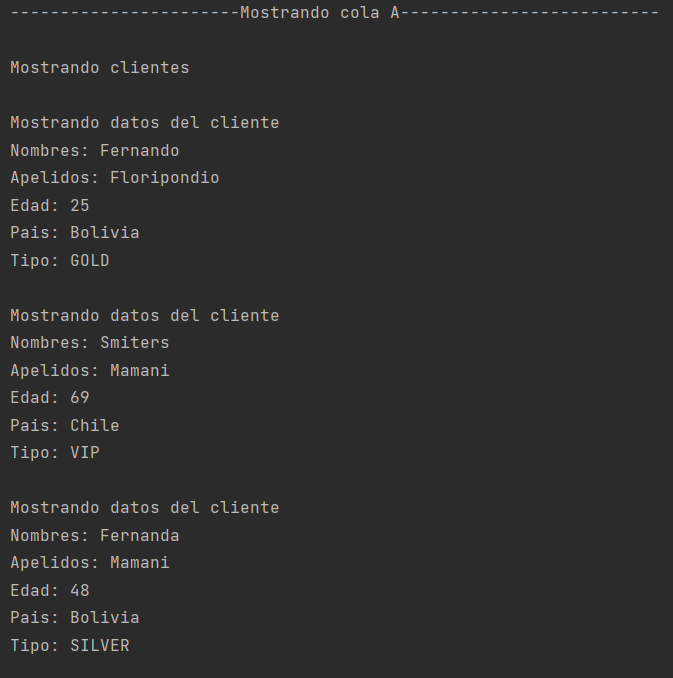 -----------------------Mostrando cola A--------------------------
Mostrando clientes
Mostrando datos del cliente
Nombres: Fernando
Apelidos: Floripondio
Edad: 25
Pais: Bolivia
Tipo: GOLD
Mostrando datos del cliente
Nombres: Smiters
Apelidos: Mamani
Edad: 69
Pais: Chile
Tipo: VIP
Mostrando datos del cliente
Nombres: Fernanda
Apelidos: Mamani
Edad: 48
Pais: Bolivia
Tipo: SILVER